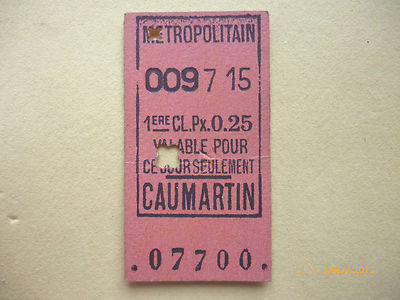 METROPOLITAIN
009 7 15
1ERE CL.Px.0.25
VALABLE POUR
CE JOUR SEULEMENT
CAUMARTIN
.07700.